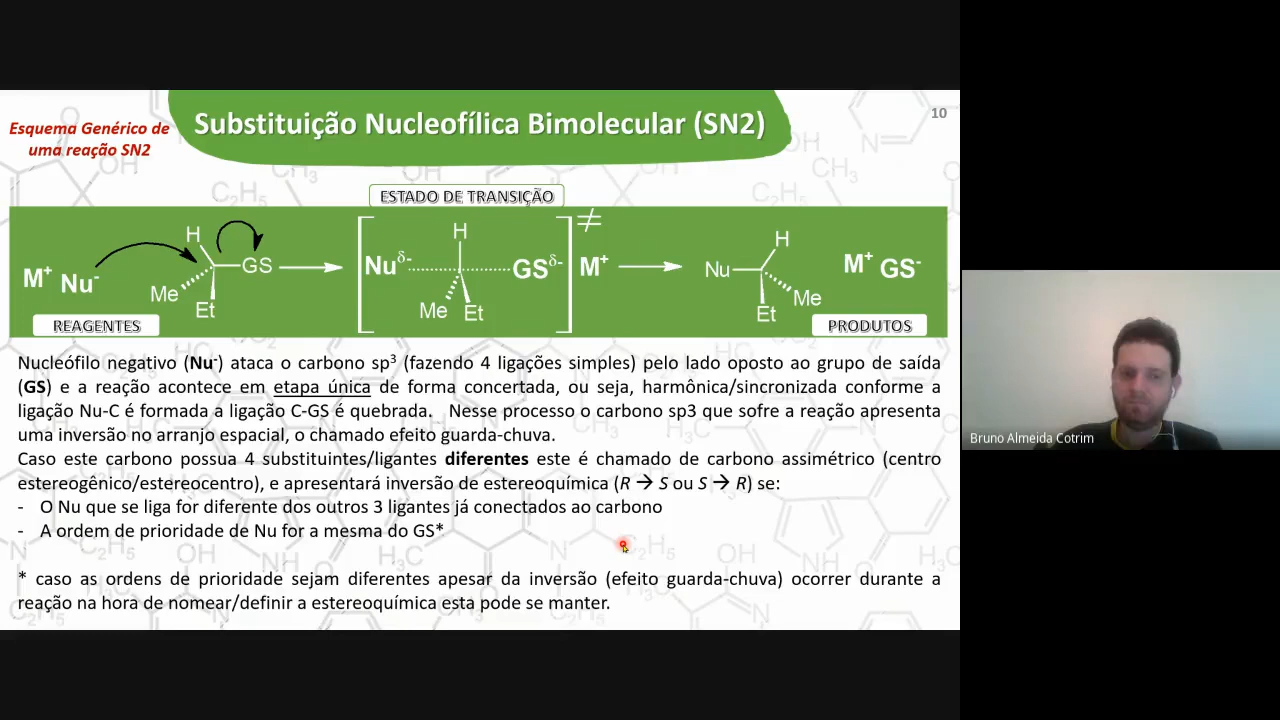 Esquema Genérico de
uma reação SN2
Substituição Nucleofílica Bimolecular (SN2)
10
ESTADO DE TRANSIÇÃO
M+ Nu- H GS Me Et
REAGENTES
Nuδ- H GSδ- Me Et ≠ M+
Nu H Me Et M+ GS-
PRODUTOS
Nucleófilo negativo (Nu-) ataca o carbono sp³ (fazendo 4 ligações simples) pelo lado oposto ao grupo de saída
(GS) e a reação acontece em etapa única de forma concertada, ou seja, harmônica/sincronizada conforme a
ligação Nu-C é formada a ligação C-GS é quebrada. Nesse processo o carbono sp3 que sofre a reação apresenta
uma inversão no arranjo espacial, o chamado efeito guarda-chuva.
Caso este carbono possua 4 substituintes/ligantes diferentes este é chamado de carbono assimétrico (centro
estereogênico/estereocentro), e apresentará inversão de estereoquímica (R → S ou S → R) se:
- O Nu que se liga for diferente dos outros 3 ligantes já conectados ao carbono
- A ordem de prioridade de Nu for a mesma do GS*
* caso as ordens de prioridade sejam diferentes apesar da inversão (efeito guarda-chuva) ocorrer durante a
reação na hora de nomear/definir a estereoquímica esta pode se manter.
Bruno Almeida Cotrim